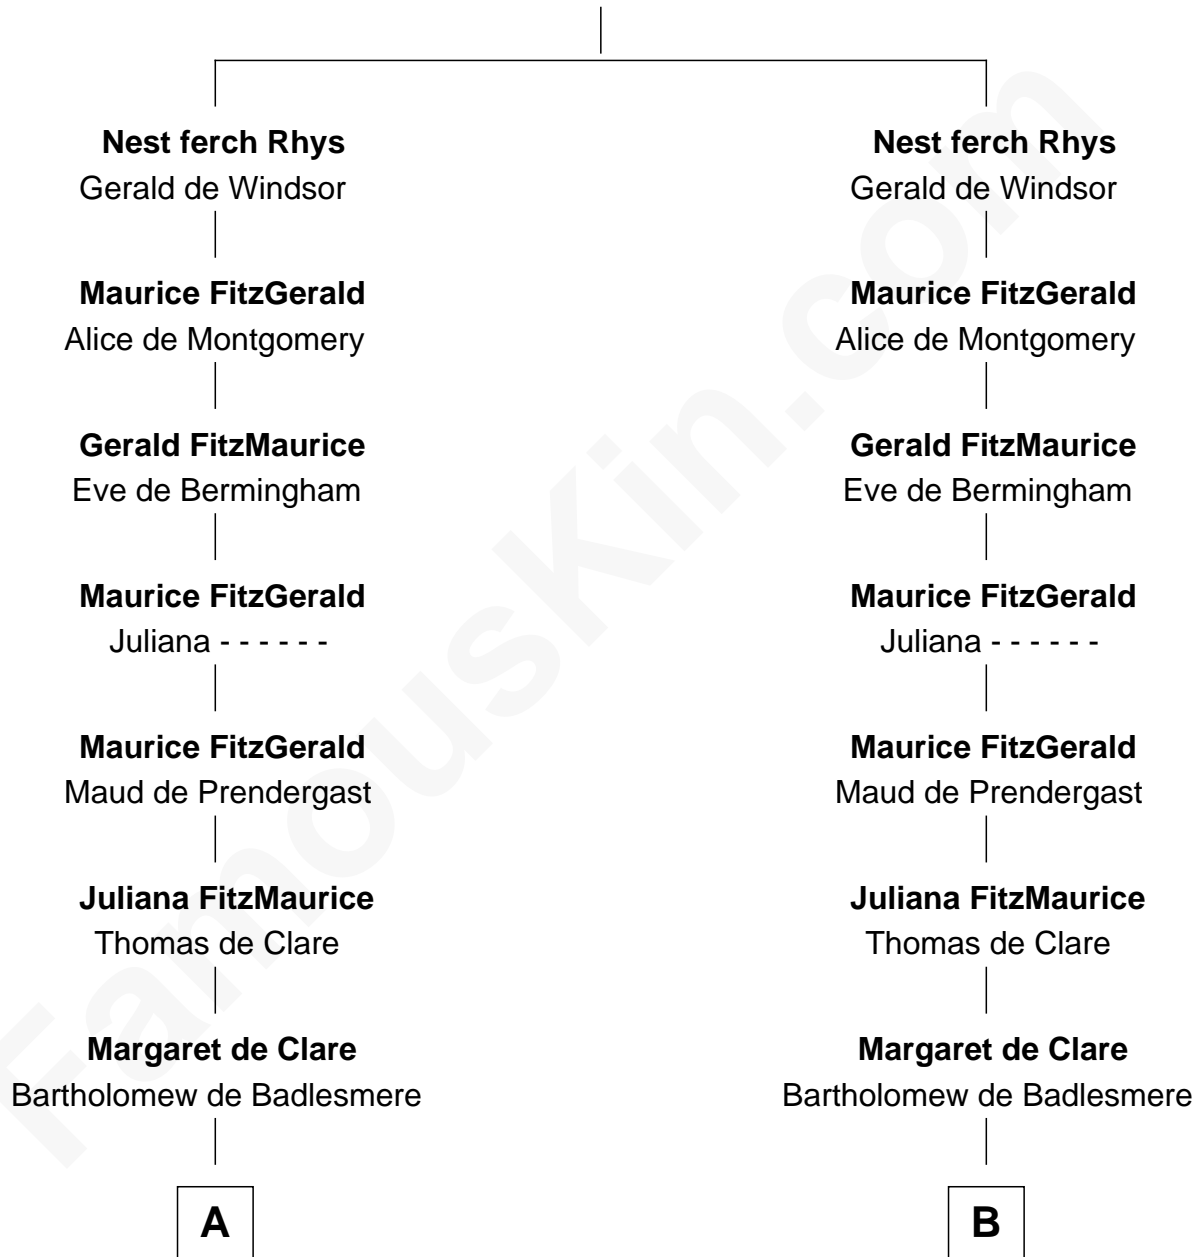 Nest ferch Rhys
Gerald de Windsor
Maurice FitzGerald
Alice de Montgomery
Gerald FitzMaurice
Eve de Bermingham
Maurice FitzGerald
Juliana - - - - - -
Maurice FitzGerald
Maud de Prendergast
Juliana FitzMaurice
Thomas de Clare
Margaret de Clare
Bartholomew de Badlesmere
A
Nest ferch Rhys
Gerald de Windsor
Maurice FitzGerald
Alice de Montgomery
Gerald FitzMaurice
Eve de Bermingham
Maurice FitzGerald
Juliana - - - - - -
Maurice FitzGerald
Maud de Prendergast
Juliana FitzMaurice
Thomas de Clare
Margaret de Clare
Bartholomew de Badlesmere
B
FamousKin.com